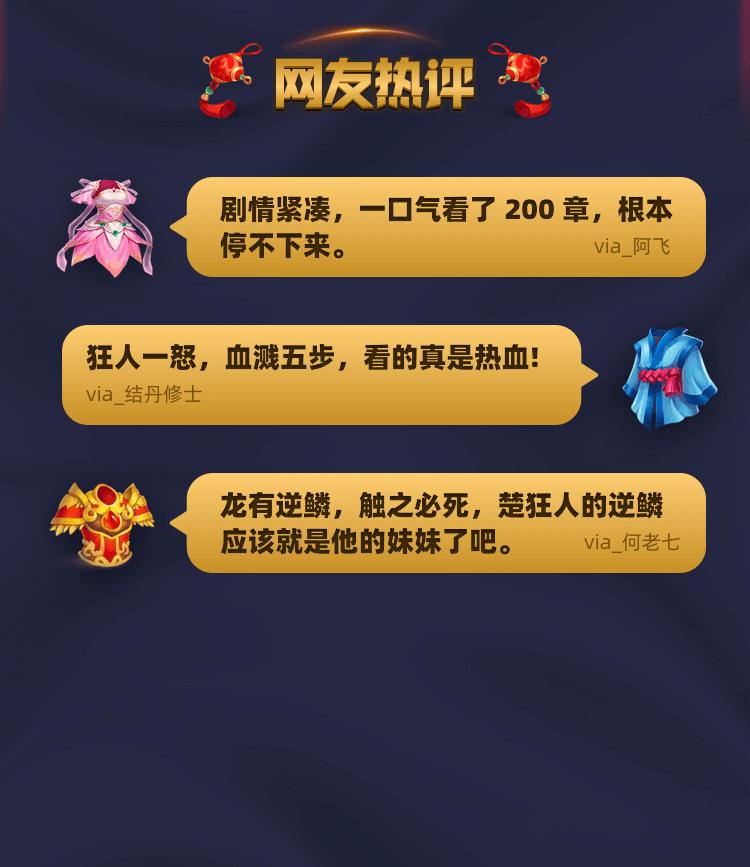 网友热评
剧情紧凑，一口气看了 200 章，根本
停不下来。
via_阿飞
狂人一怒，血溅五步，看的真是热血!
via_结丹修士
龙有逆鳞，触之必死，楚狂人的逆鳞
应该就是他的妹妹了吧。
via_何老七